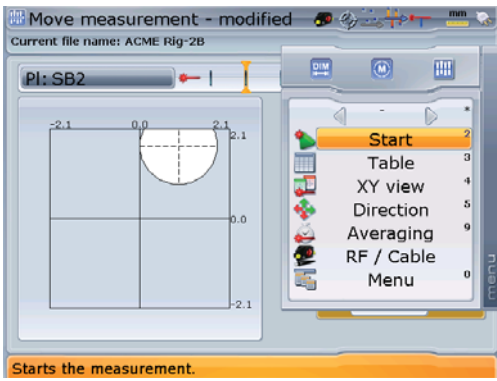 Move measurement - modified
mm
Current file name: ACME Rig-2B
Pl: SB2
DIM
M
-
*
Start 2
Table 3
XY view 4
Direction 5
Averaging 9
RF / Cable
Menu 0
menu
-2.1 0.0 2.1
2.1
0.0
-2.1
Starts the measurement.